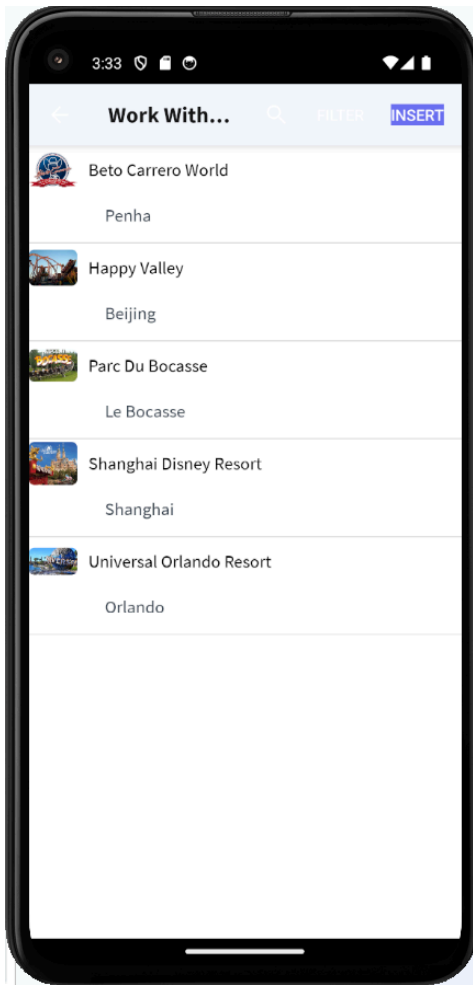 3:33
Work With...
FILTER
INSERT
Beto Carrero World
Penha
Happy Valley
Beijing
Parc Du Bocasse
Le Bocasse
Shanghai Disney Resort
Shanghai
Universal Orlando Resort
Orlando